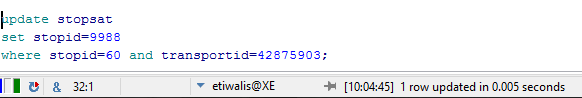 update stopsat
set stopid=9988
where stopid=60 and transportid=42875903;
& 32:1 etiwalis@XE [10:04:45] 1 row updated in 0.005 seconds